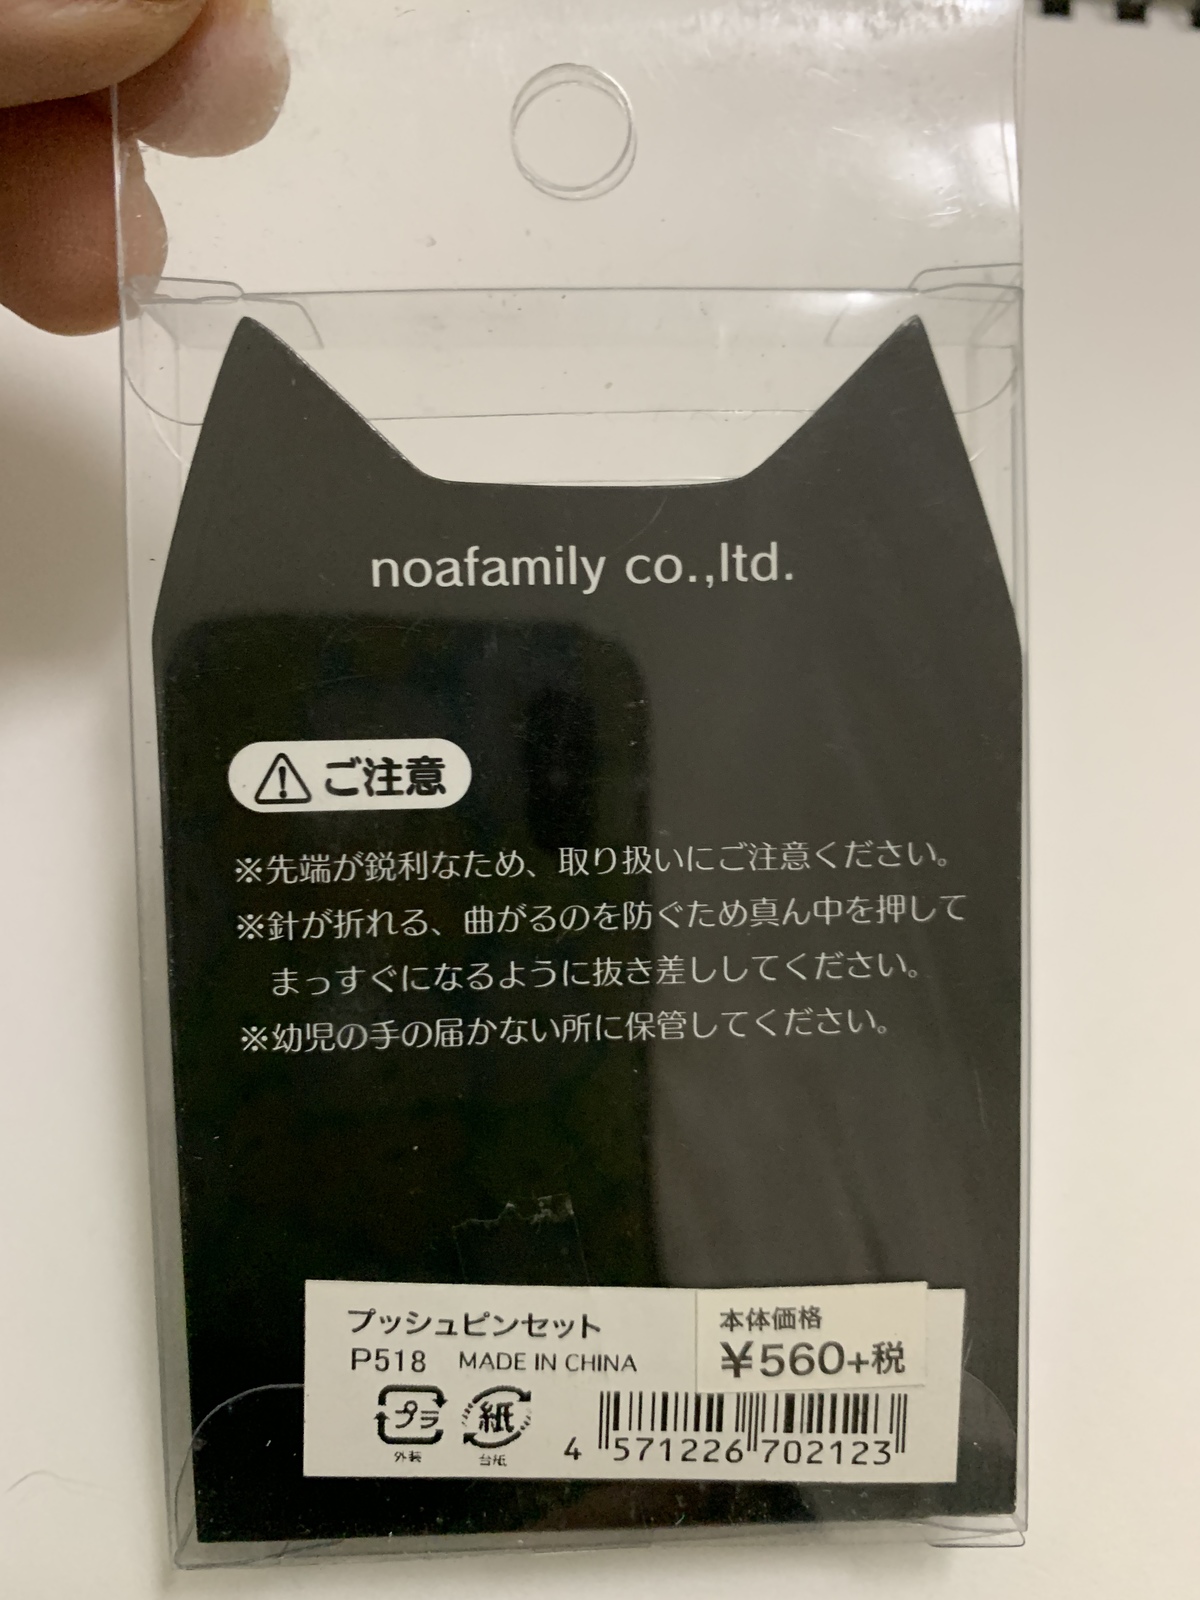 noafamily co.,ltd.
ご注意
※先端が鋭利なため、取り扱いにご注意ください。
※針が折れる、曲がるのを防ぐため真ん中を押して
まっすぐになるように抜き差ししてください。
※幼児の手の届かない所に保管してください。
プッシュピンセット
P518 MADE IN CHINA
本体価格
¥560+税
プラ 紙
外装 台紙
4 571226 702123